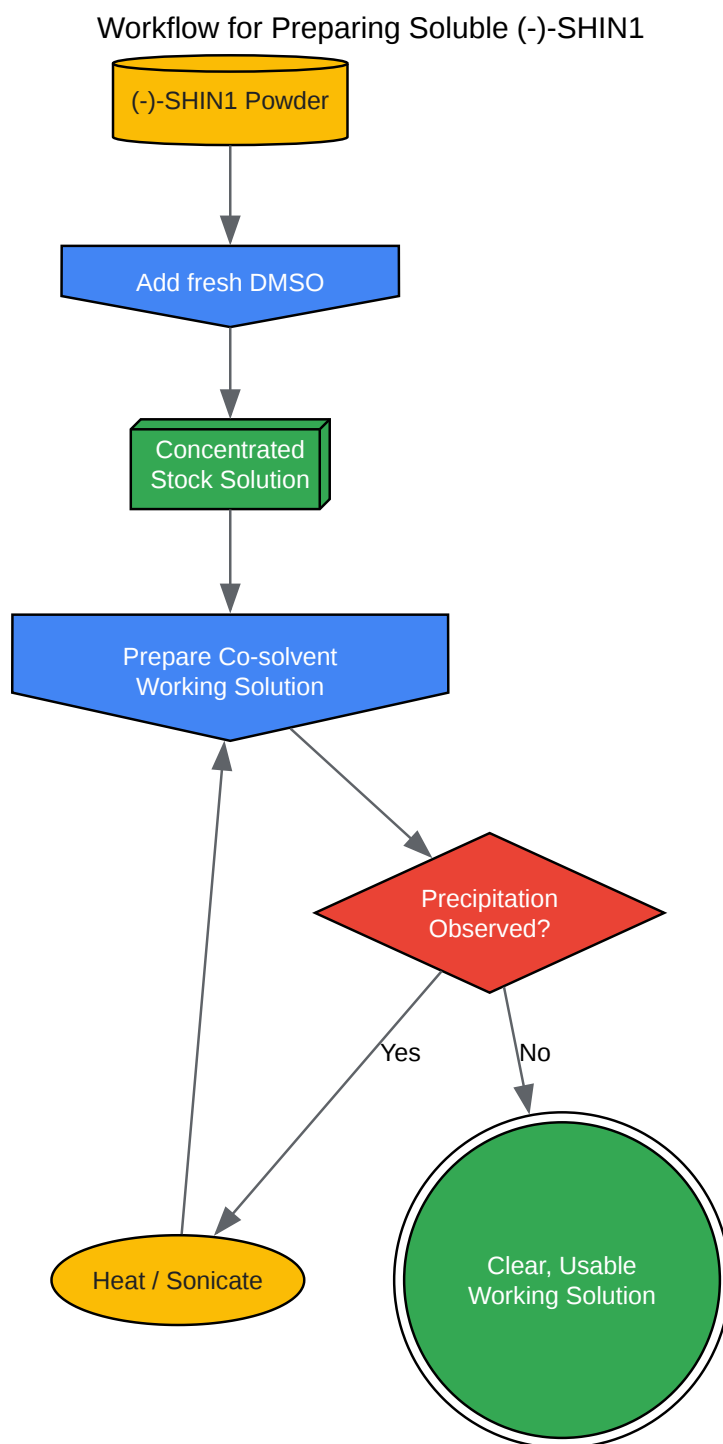 Workflow for Preparing Soluble (-)-SHIN1
(-)-SHIN1 Powder
Add fresh DMSO
Concentrated
Stock Solution
Prepare Co-solvent
Working Solution
Precipitation
Observed?
Yes
No
Heat / Sonicate
Clear, Usable
Working Solution